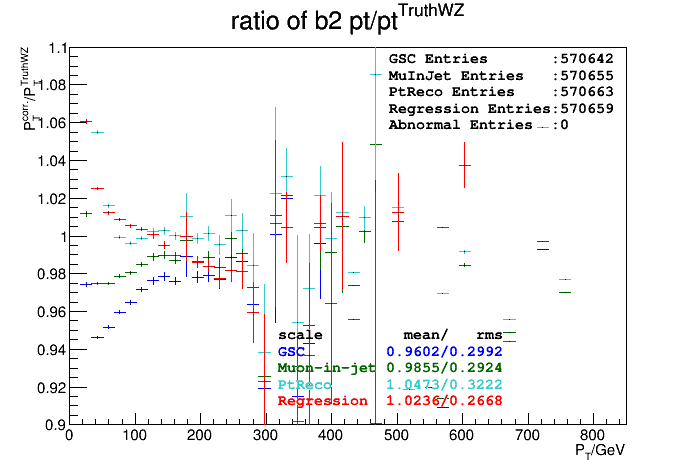 ratio of b2 pt/pt^TruthWZ
P_T^corr./P_T^TruthWZ
1.1
1.08
1.06
1.04
1.02
1
0.98
0.96
0.94
0.92
0.9
GSC Entries :570642
MuInJet Entries :570655
PtReco Entries :570663
Regression Entries:570659
Abnormal Entries :0
scale mean/ rms
GSC 0.9602/0.2992
Muon-in-jet 0.9855/0.2924
PtReco 1.0473/0.3222
Regression 1.0236/0.2668
0 100 200 300 400 500 600 700 800
P_T/GeV